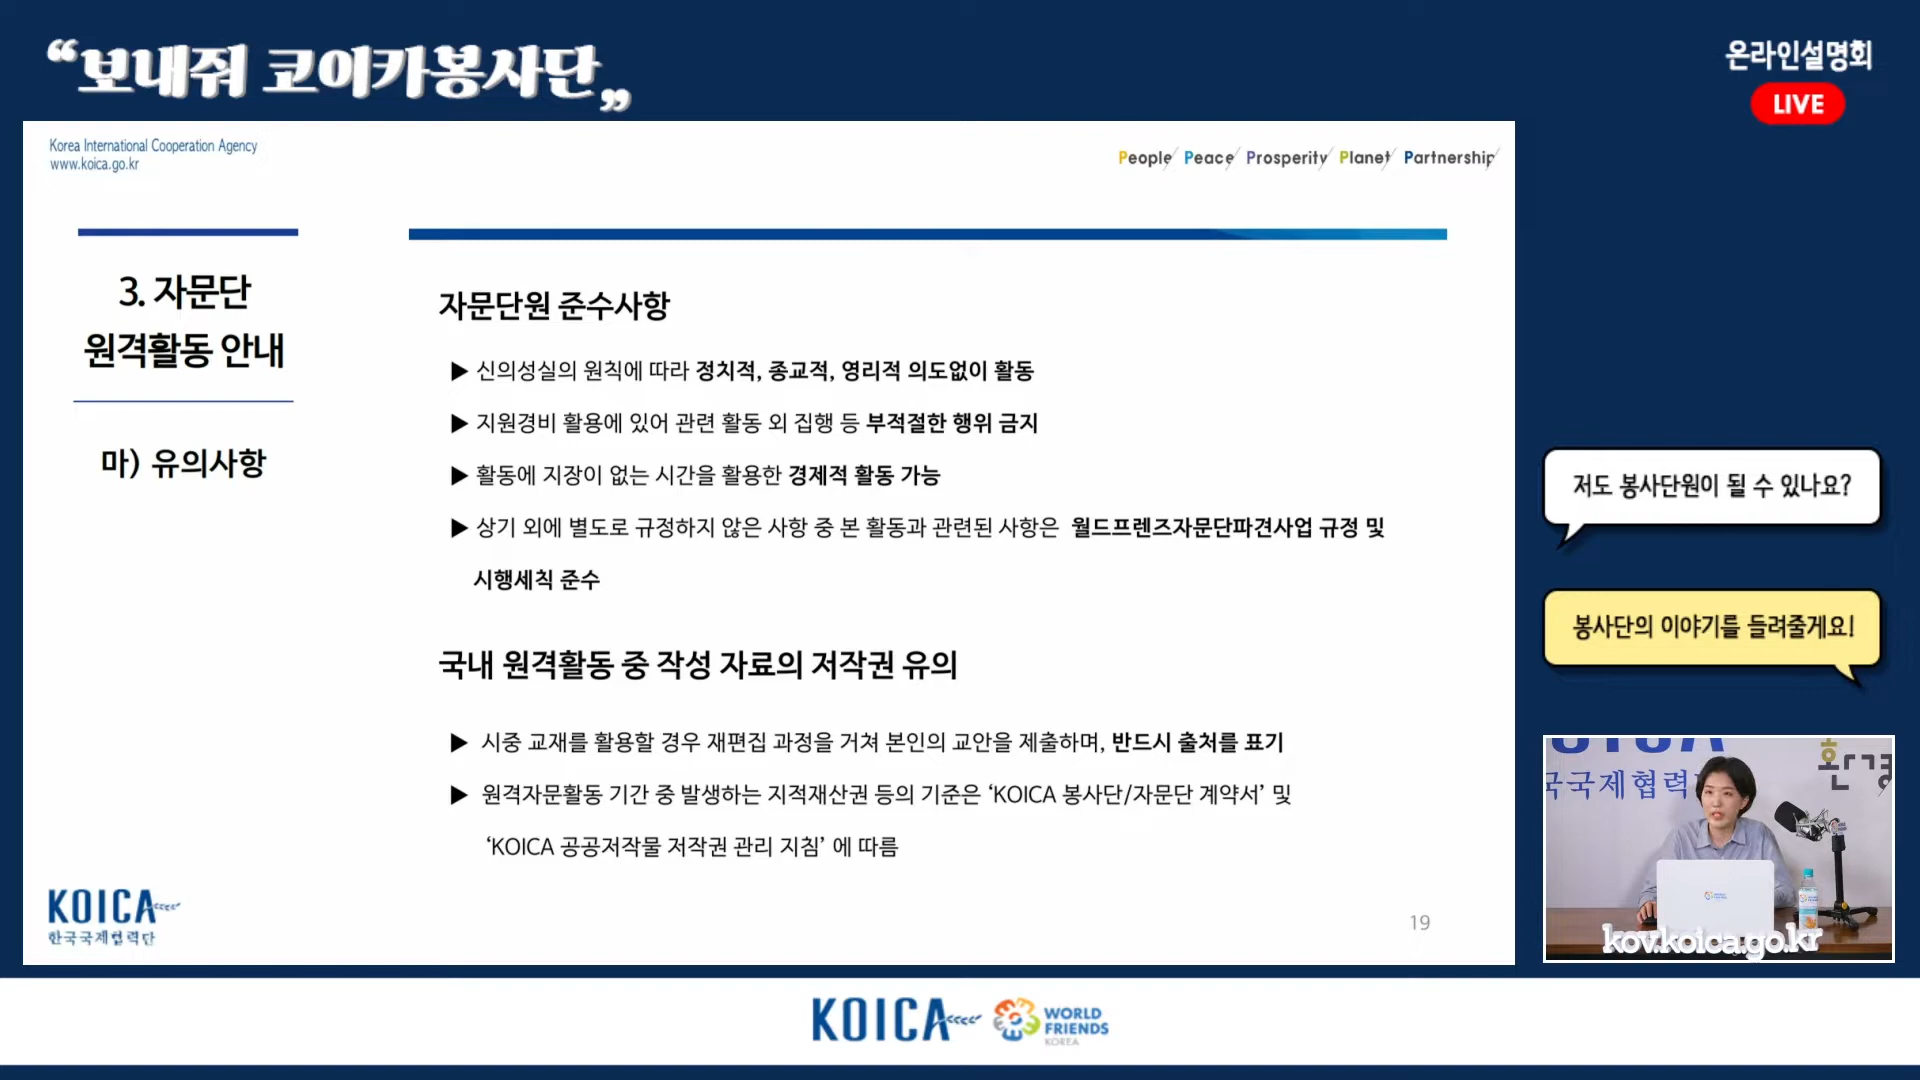 “보내줘 코이카봉사단„
온라인설명회
LIVE
Korea International Cooperation Agency
www.koica.go.kr
People Peace Prosperity Planet Partnership
3. 자문단
원격활동 안내
마) 유의사항
자문단원 준수사항
▶ 신의성실의 원칙에 따라 정치적, 종교적, 영리적 의도없이 활동
▶ 지원경비 활용에 있어 관련 활동 외 집행 등 부적절한 행위 금지
▶ 활동에 지장이 없는 시간을 활용한 경제적 활동 가능
▶ 상기 외에 별도로 규정하지 않은 사항 중 본 활동과 관련된 사항은 월드프렌즈자문단파견사업 규정 및
시행세칙 준수
국내 원격활동 중 작성 자료의 저작권 유의
▶ 시중 교재를 활용할 경우 재편집 과정을 거쳐 본인의 교안을 제출하며, 반드시 출처를 표기
▶ 원격자문활동 기간 중 발생하는 지적재산권 등의 기준은 ‘KOICA 봉사단/자문단 계약서’ 및
‘KOICA 공공저작물 저작권 관리 지침’ 에 따름
KOICA
한국국제협력단
19
저도 봉사단원이 될 수 있나요?
봉사단의 이야기를 들려줄게요!
국국제협력
환경
kov.koica.go.kr
KOICA
WORLD
FRIENDS
KOREA